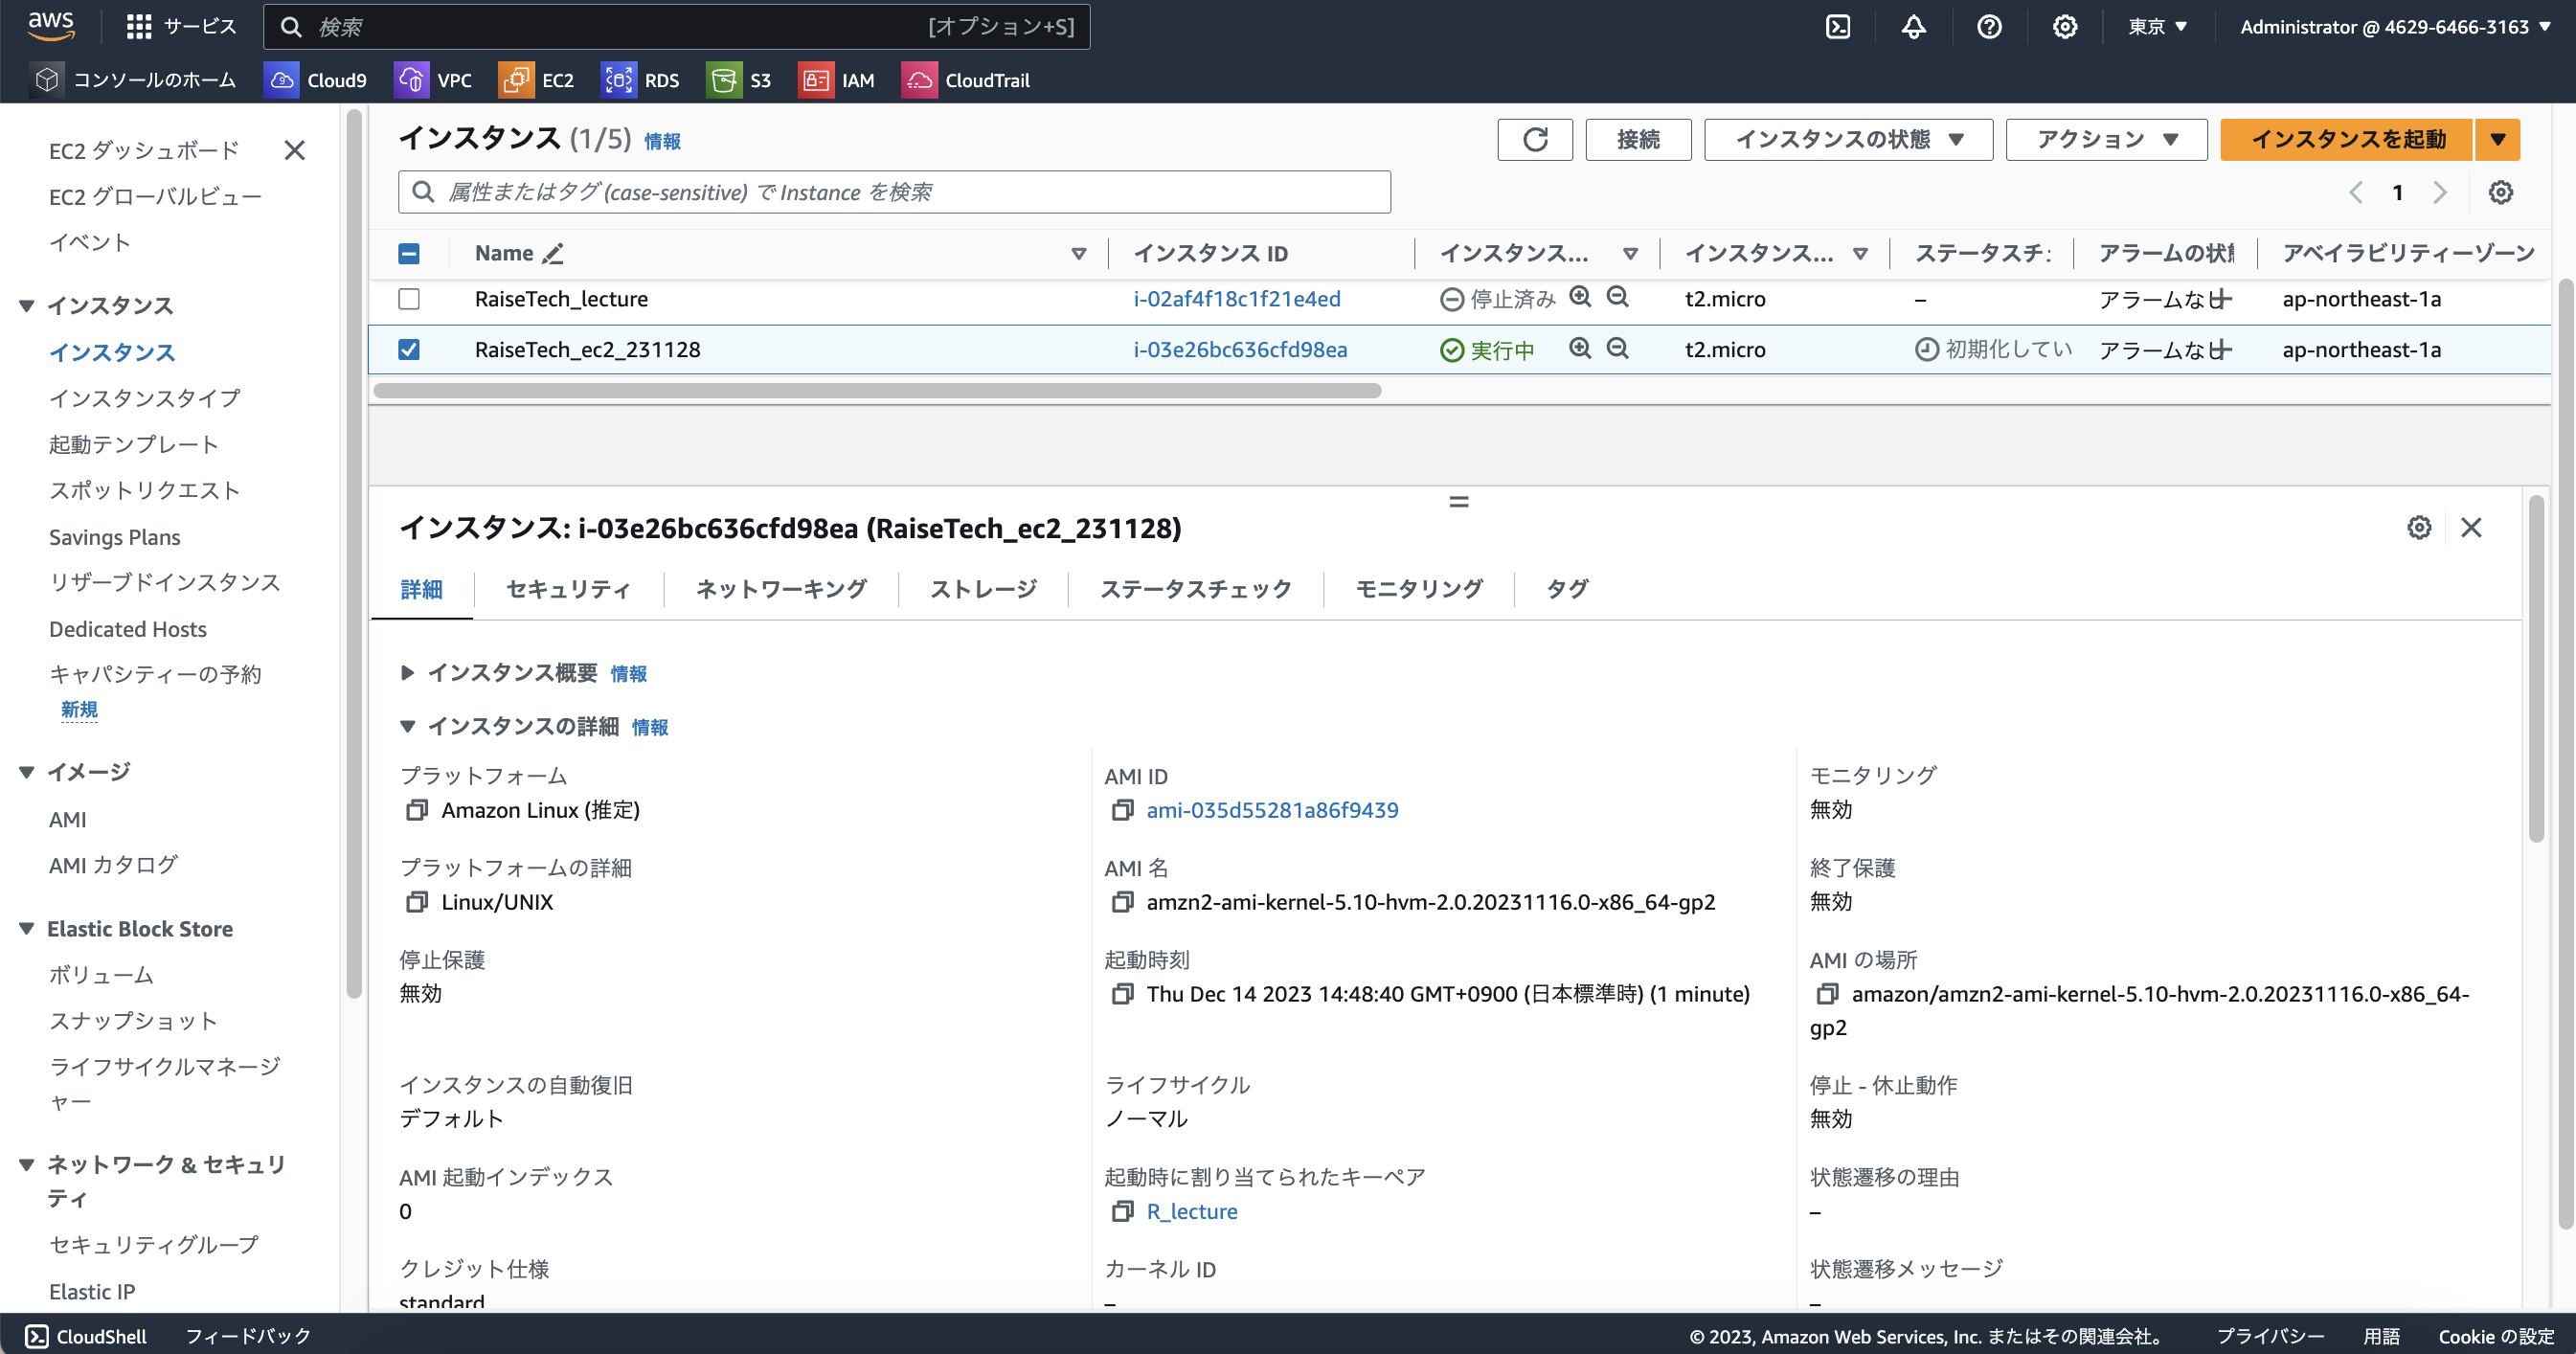 aws
サービス
検索
[オプション+S]
東京
Administrator @ 4629-6466-3163
コンソールのホーム
Cloud9
VPC
EC2
RDS
S3
IAM
CloudTrail
EC2 ダッシュボード
EC2 グローバルビュー
イベント
インスタンス
インスタンス
インスタンスタイプ
起動テンプレート
スポットリクエスト
Savings Plans
リザーブドインスタンス
Dedicated Hosts
キャパシティーの予約
新規
イメージ
AMI
AMI カタログ
Elastic Block Store
ボリューム
スナップショット
ライフサイクルマネージ
ャー
ネットワーク & セキュリ
ティ
セキュリティグループ
Elastic IP
インスタンス (1/5) 情報
接続
インスタンスの状態
アクション
インスタンスを起動
属性またはタグ (case-sensitive) で Instance を検索
1
Name
インスタンス ID
インスタンス...
インスタンス...
ステータスチ
アラームの状
アベイラビリティーゾーン
RaiseTech_lecture
i-02af4f18c1f21e4ed
停止済み
t2.micro
–
アラームなし
ap-northeast-1a
RaiseTech_ec2_231128
i-03e26bc636cfd98ea
実行中
t2.micro
初期化してい
アラームなし
ap-northeast-1a
インスタンス: i-03e26bc636cfd98ea (RaiseTech_ec2_231128)
詳細
セキュリティ
ネットワーキング
ストレージ
ステータスチェック
モニタリング
タグ
インスタンス概要 情報
インスタンスの詳細 情報
プラットフォーム
Amazon Linux (推定)
AMI ID
ami-035d55281a86f9439
モニタリング
無効
プラットフォームの詳細
Linux/UNIX
AMI 名
amzn2-ami-kernel-5.10-hvm-2.0.20231116.0-x86_64-gp2
終了保護
無効
停止保護
無効
起動時刻
Thu Dec 14 2023 14:48:40 GMT+0900 (日本標準時) (1 minute)
AMI の場所
amazon/amzn2-ami-kernel-5.10-hvm-2.0.20231116.0-x86_64-
gp2
インスタンスの自動復旧
デフォルト
ライフサイクル
ノーマル
停止 - 休止動作
無効
AMI 起動インデックス
0
起動時に割り当てられたキーペア
R_lecture
状態遷移の理由
–
クレジット仕様
standard
カーネル ID
–
状態遷移メッセージ
–
CloudShell
フィードバック
© 2023, Amazon Web Services, Inc. またはその関連会社。
プライバシー
用語
Cookie の設定